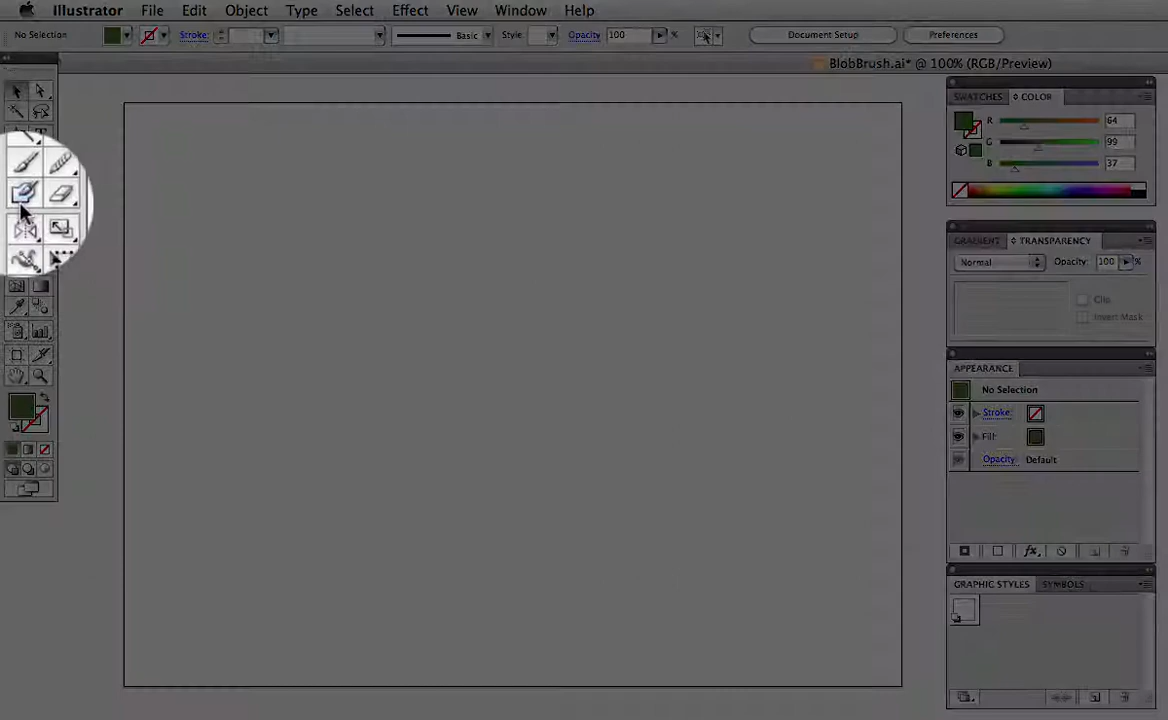 Illustrator File Edit Object Type Select Effect View Window Help
No Selection Stroke: Basic Style Opacity 100 % Document Setup Preferences
BlobBrush.ai* @ 100% (RGB/Preview)
SWATCHES COLOR
R 64
G 99
B 37
GRADIENT TRANSPARENCY
Normal Opacity: 100 %
Clip
Invert Mask
APPEARANCE
No Selection
Stroke:
Fill:
Opacity: Default
fx
GRAPHIC STYLES SYMBOLS